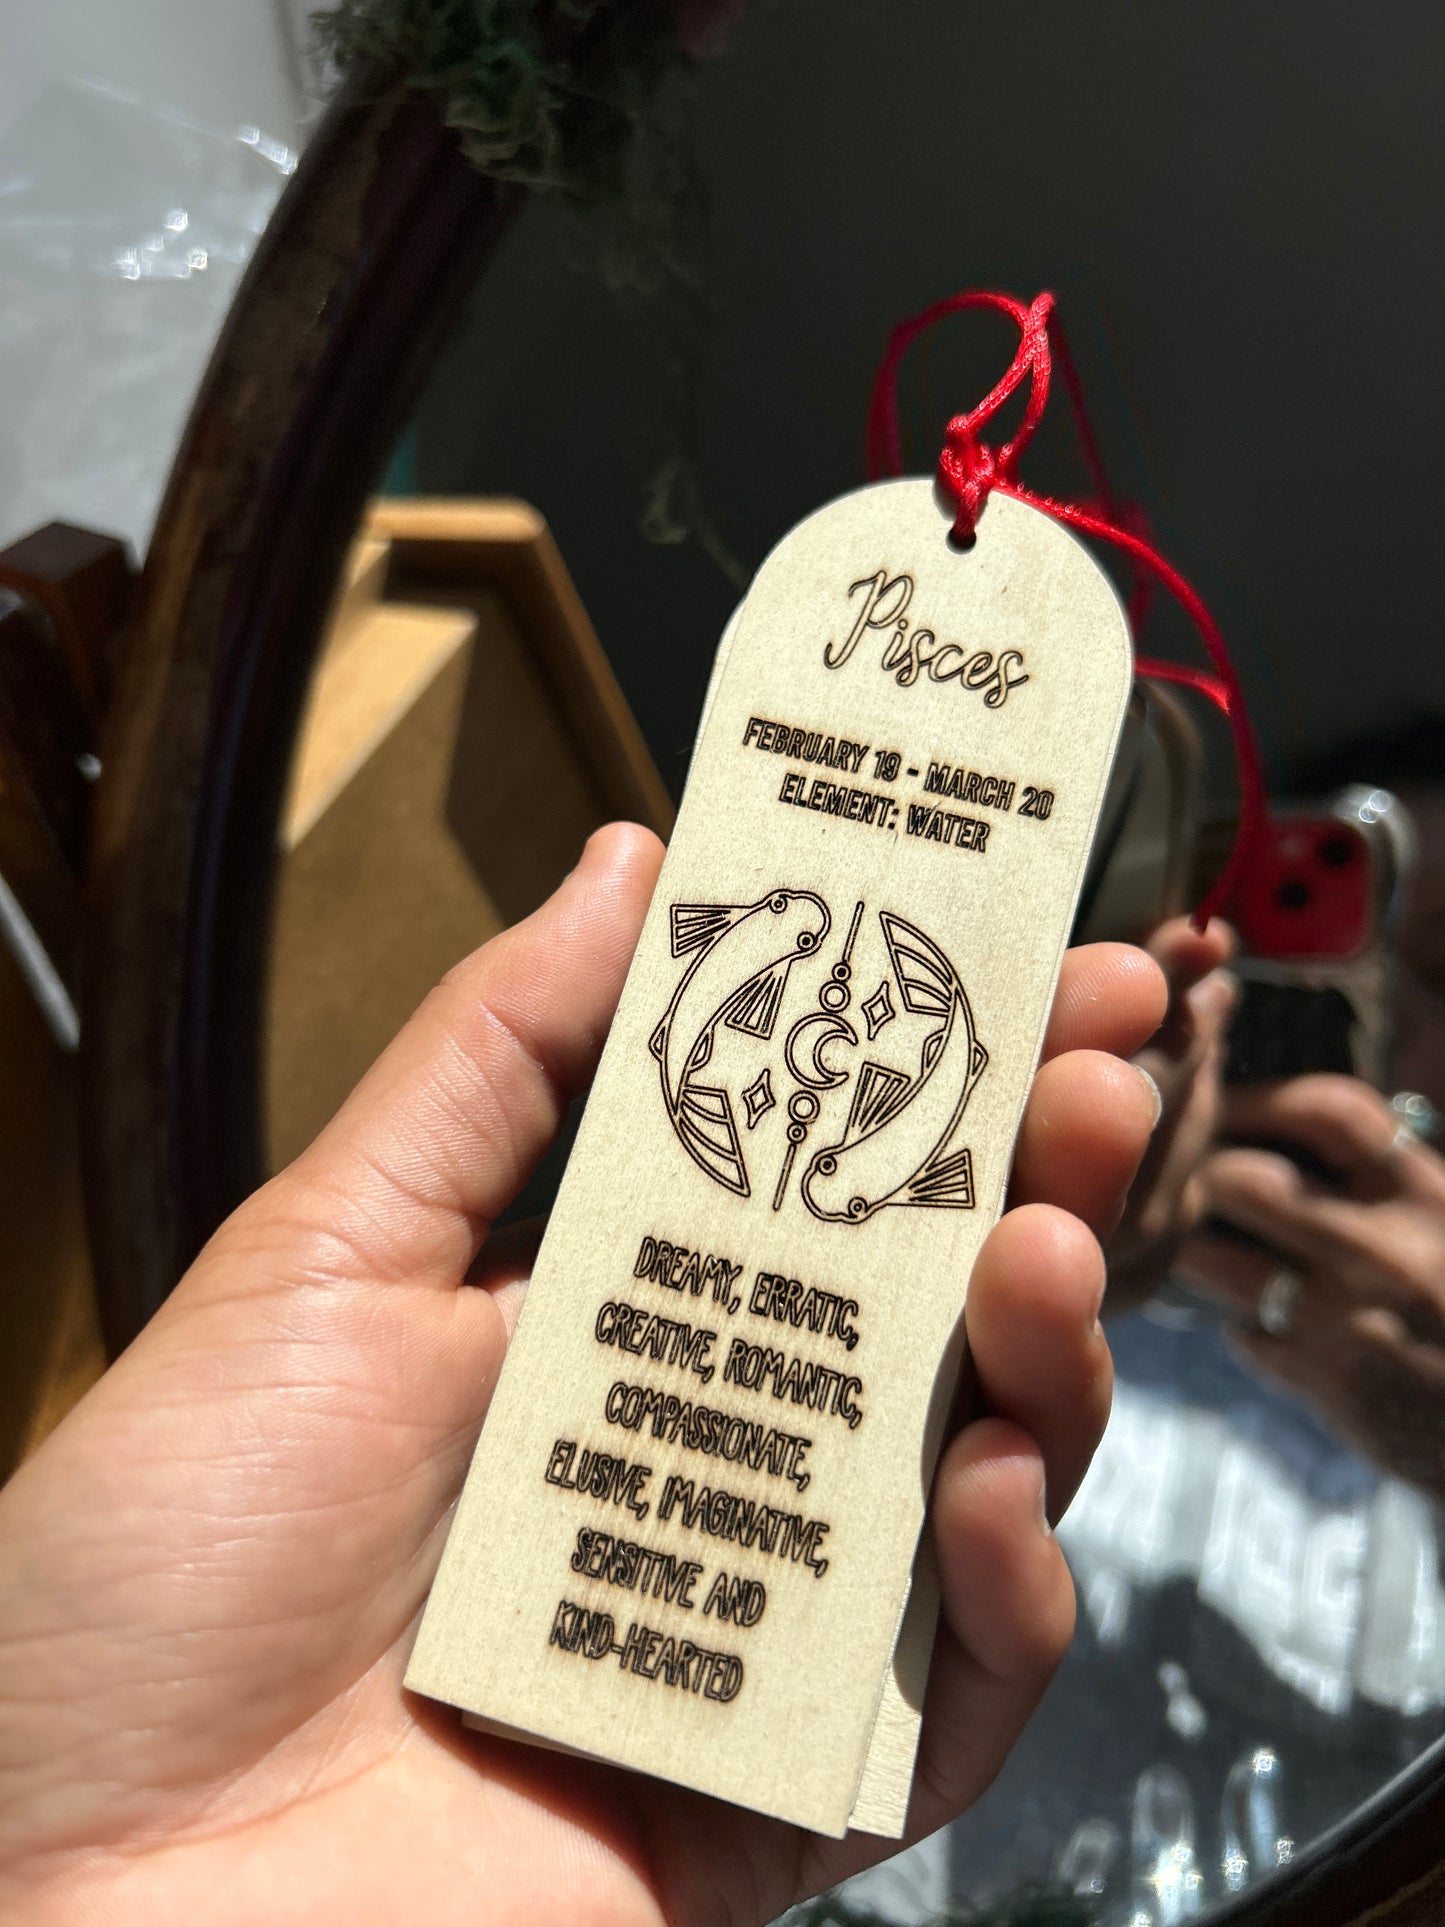 Pisces
FEBRUARY 19 - MARCH 20
ELEMENT: WATER
DREAMY, ERRATIC,
CREATIVE, ROMANTIC,
COMPASSIONATE,
ELUSIVE, IMAGINATIVE,
SENSITIVE AND
KIND-HEARTED